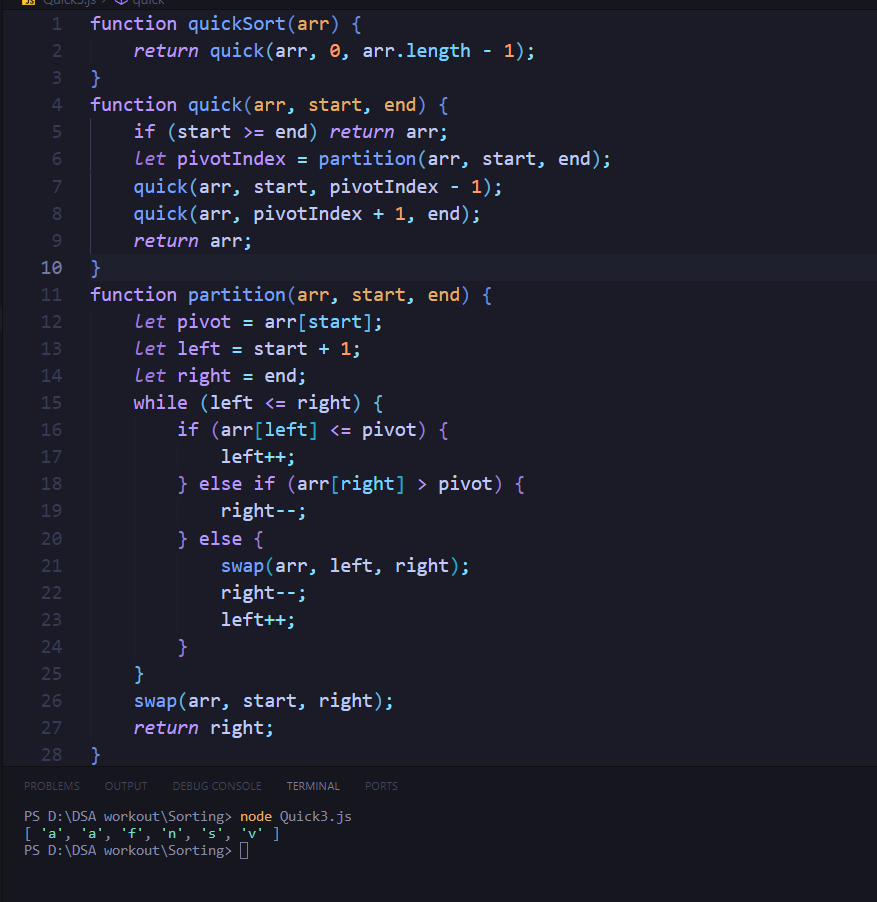 JS Quick3.js > quick
1 function quickSort(arr) {
2 return quick(arr, 0, arr.length - 1);
3 }
4 function quick(arr, start, end) {
5 if (start >= end) return arr;
6 let pivotIndex = partition(arr, start, end);
7 quick(arr, start, pivotIndex - 1);
8 quick(arr, pivotIndex + 1, end);
9 return arr;
10 }
11 function partition(arr, start, end) {
12 let pivot = arr[start];
13 let left = start + 1;
14 let right = end;
15 while (left <= right) {
16 if (arr[left] <= pivot) {
17 left++;
18 } else if (arr[right] > pivot) {
19 right--;
20 } else {
21 swap(arr, left, right);
22 right--;
23 left++;
24 }
25 }
26 swap(arr, start, right);
27 return right;
28 }
PROBLEMS OUTPUT DEBUG CONSOLE TERMINAL PORTS
PS D:\DSA workout\Sorting> node Quick3.js
[ 'a', 'a', 'f', 'n', 's', 'v' ]
PS D:\DSA workout\Sorting>